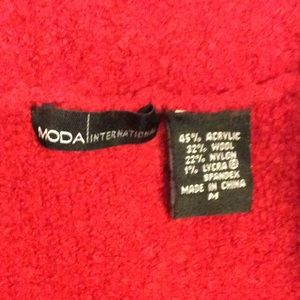 MODA INTERNATIONAL
45% ACRYLIC
32% WOOL
22% NYLON
1% LYCRA ®
SPANDEX
MADE IN CHINA
M